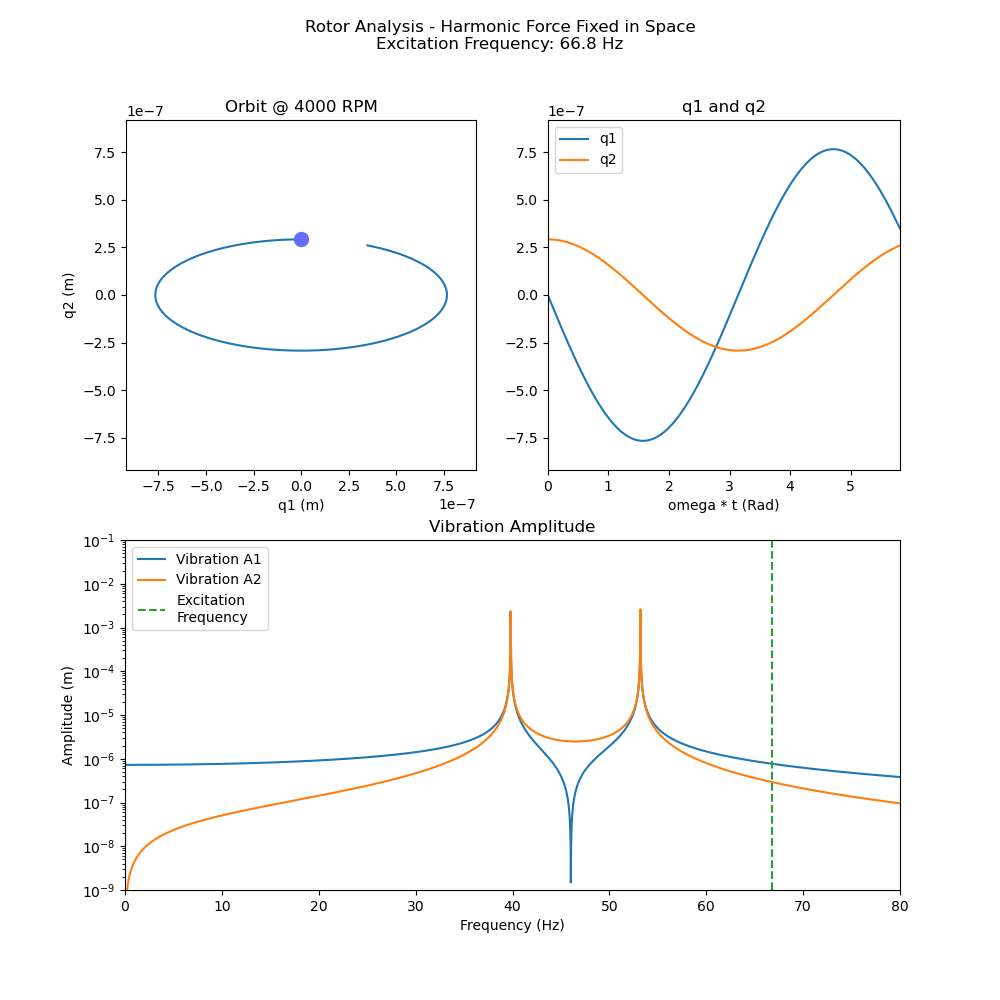 Rotor Analysis - Harmonic Force Fixed in Space
Excitation Frequency: 66.8 Hz
Orbit @ 4000 RPM
1e−7
7.5
5.0
2.5
0.0
−2.5
−5.0
−7.5
q2 (m)
−7.5 −5.0 −2.5 0.0 2.5 5.0 7.5
1e−7
q1 (m)
q1 and q2
1e−7
q1
q2
7.5
5.0
2.5
0.0
−2.5
−5.0
−7.5
0 1 2 3 4 5
omega * t (Rad)
Vibration Amplitude
Vibration A1
Vibration A2
Excitation
Frequency
10⁻¹
10⁻²
10⁻³
10⁻⁴
10⁻⁵
10⁻⁶
10⁻⁷
10⁻⁸
10⁻⁹
Amplitude (m)
0 10 20 30 40 50 60 70 80
Frequency (Hz)